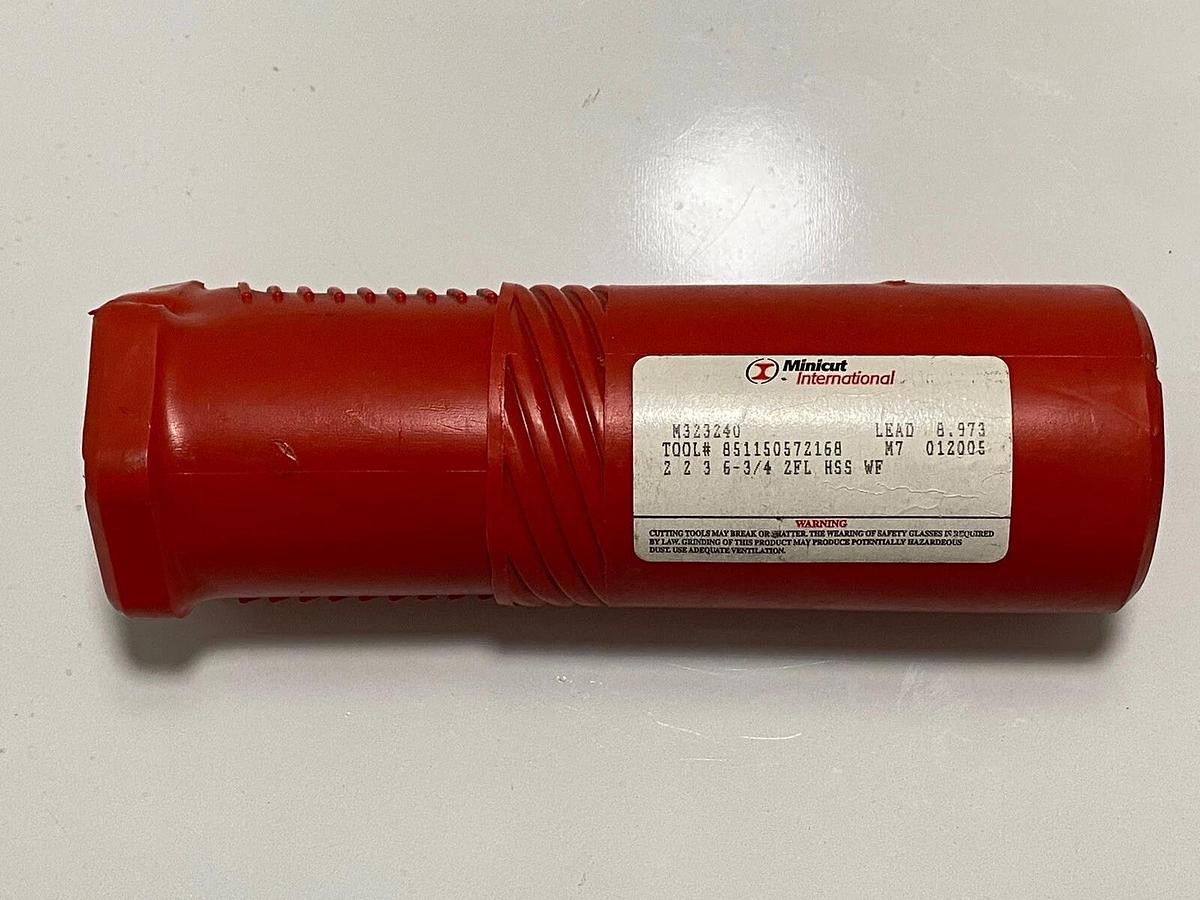 Minicut
International
M323240 LEAD 8.973
TOOL# 851150572168 M7 012005
2 2 3 6-3/4 2FL HSS WF
WARNING
CUTTING TOOLS MAY BREAK OR SHATTER. THE WEARING OF SAFETY GLASSES IS REQUIRED
BY LAW. GRINDING OF THIS PRODUCT MAY PRODUCE POTENTIALLY HAZARDEOUS
DUST. USE ADEQUATE VENTILATION.